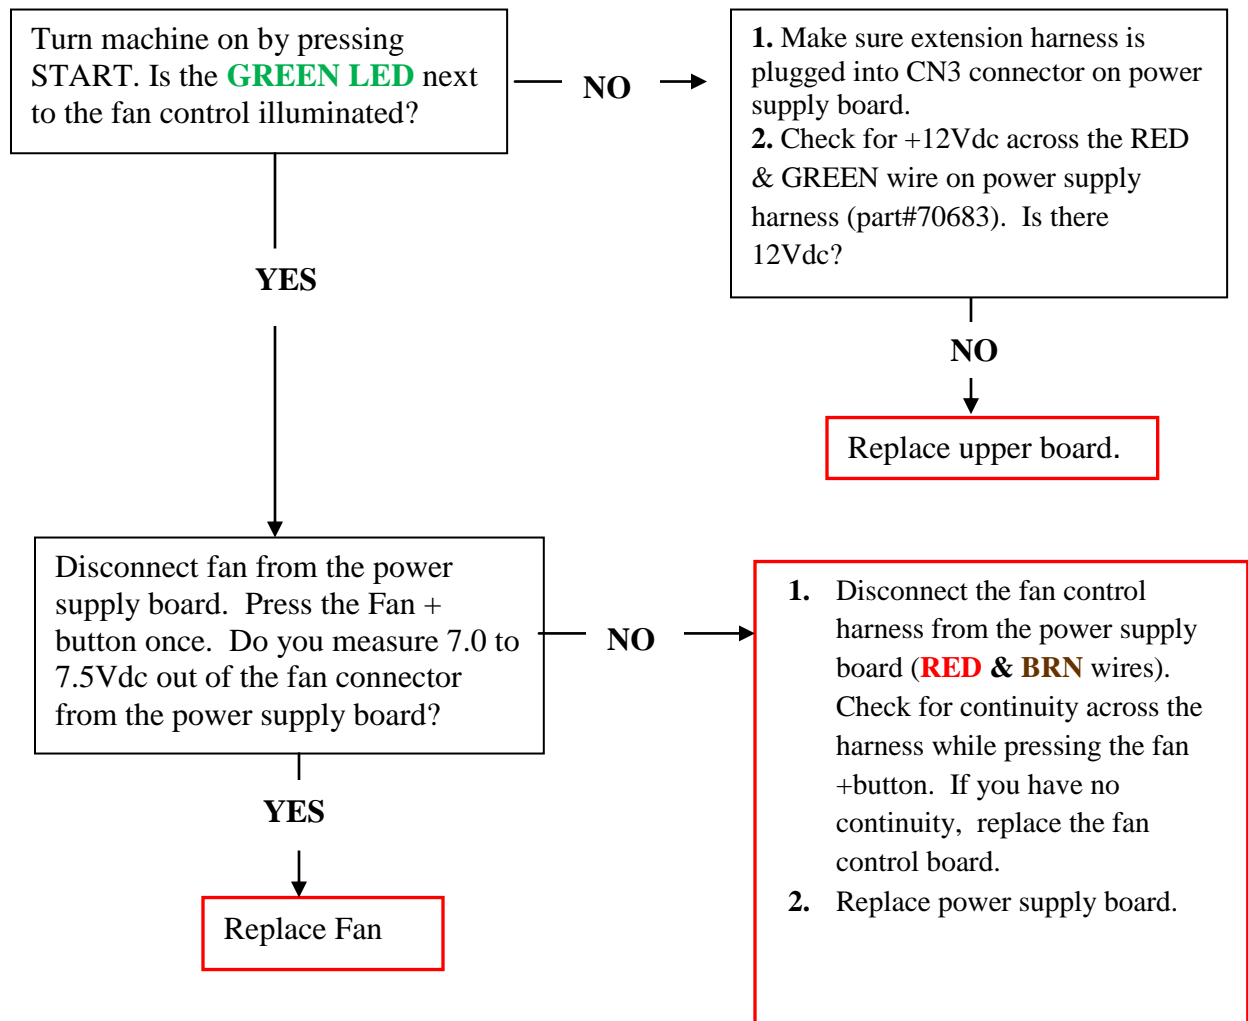 Turn machine on by pressing
START. Is the GREEN LED next
to the fan control illuminated?
NO
1. Make sure extension harness is
plugged into CN3 connector on power
supply board.
2. Check for +12Vdc across the RED
& GREEN wire on power supply
harness (part#70683). Is there
12Vdc?
YES
NO
Replace upper board.
Disconnect fan from the power
supply board. Press the Fan +
button once. Do you measure 7.0 to
7.5Vdc out of the fan connector
from the power supply board?
NO
1. Disconnect the fan control
harness from the power supply
board (RED & BRN wires).
Check for continuity across the
harness while pressing the fan
+button. If you have no
continuity, replace the fan
control board.
2. Replace power supply board.
YES
Replace Fan